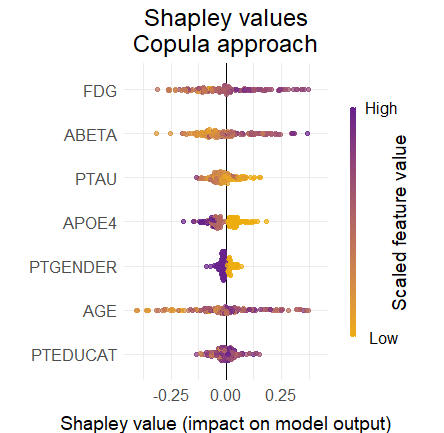 Shapley values
Copula approach
FDG
ABETA
PTAU
APOE4
PTGENDER
AGE
PTEDUCAT
-0.25 0.00 0.25
Shapley value (impact on model output)
High
Scaled feature value
Low